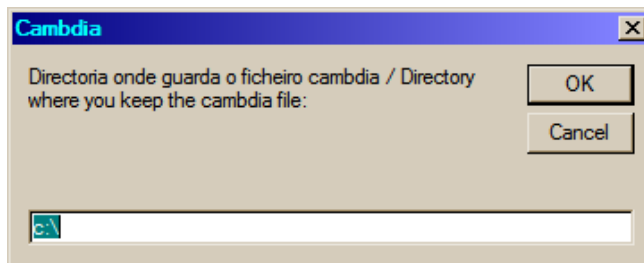 Cambdia
Directoria onde guarda o ficheiro cambdia / Directory
where you keep the cambdia file:
OK
Cancel
c:\